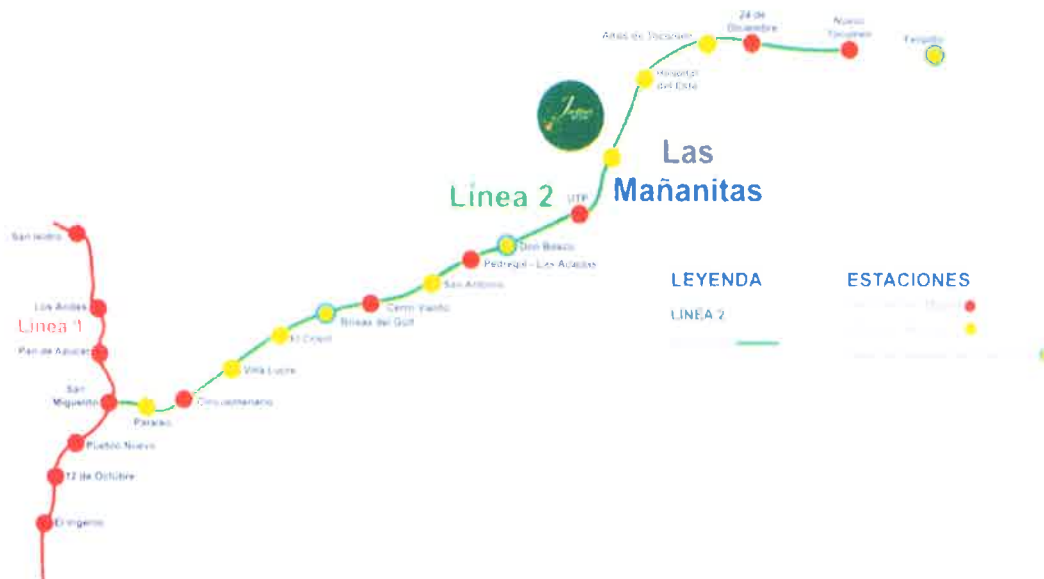 24 de
Diciembre
Nuevo
Tocumen
Altos de Tocumen
Hospital
del Este
Las
Mañanitas
Línea 2
UTP
Don Bosco
Pedregal - Las Acacias
San Antonio
Cerro Viento
Brisas del Golf
El Crisol
Villa Lucre
Cincuentenario
Paraíso
San Isidro
Los Andes
Línea 1
Pan de Azúcar
San
Miguelito
Pueblo Nuevo
12 de Octubre
El Ingenio
LEYENDA
LÍNEA 2
ESTACIONES